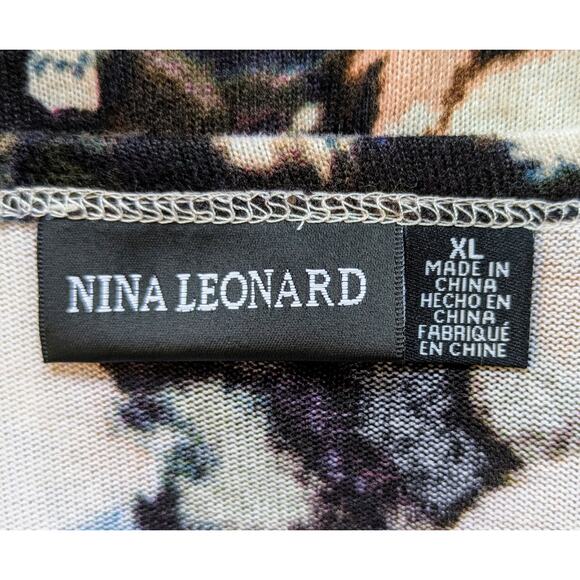 NINA LEONARD
XL
MADE IN
CHINA
HECHO EN
CHINA
FABRIQUÉ
EN CHINE